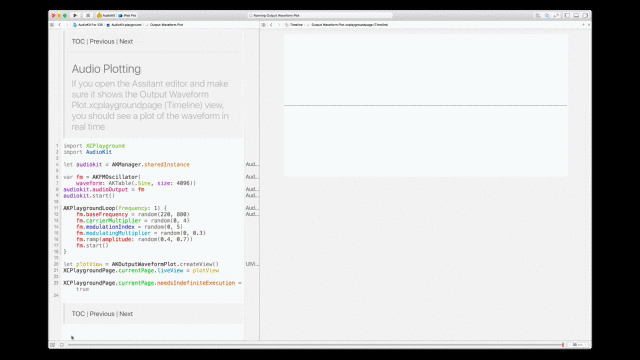 AudioKit
iPad Pro
Running Output Waveform Plot
AudioKit For iOS
AudioKit.playground
Output Waveform Plot
Timeline
Output Waveform Plot.xcplaygroundpage (Timeline)
TOC | Previous | Next
Audio Plotting
If you open the Assitant editor and make
sure it shows the Output Waveform
Plot.xcplaygroundpage (Timeline) view,
you should see a plot of the waveform in
real time
1 import XCPlayground
2 import AudioKit
3
4 let audiokit = AKManager.sharedInstance
5
6 var fm = AKFMOscillator(
7 waveform: AKTable(.Sine, size: 4096))
8 audiokit.audioOutput = fm
9 audiokit.start()
10
11 AKPlaygroundLoop(frequency: 1) {
12 fm.baseFrequency = random(220, 880)
13 fm.carrierMultiplier = random(0, 4)
14 fm.modulationIndex = random(0, 5)
15 fm.modulatingMultiplier = random(0, 0.3)
16 fm.ramp(amplitude: random(0.4, 0.7))
17 fm.start()
18 }
19
20 let plotView = AKOutputWaveformPlot.createView()
21 XCPlaygroundPage.currentPage.liveView = plotView
22
23 XCPlaygroundPage.currentPage.needsIndefiniteExecution =
true
24
Aud...
Aud...
Aud...
Aud...
Aud...
Aud...
UIVi...
TOC | Previous | Next